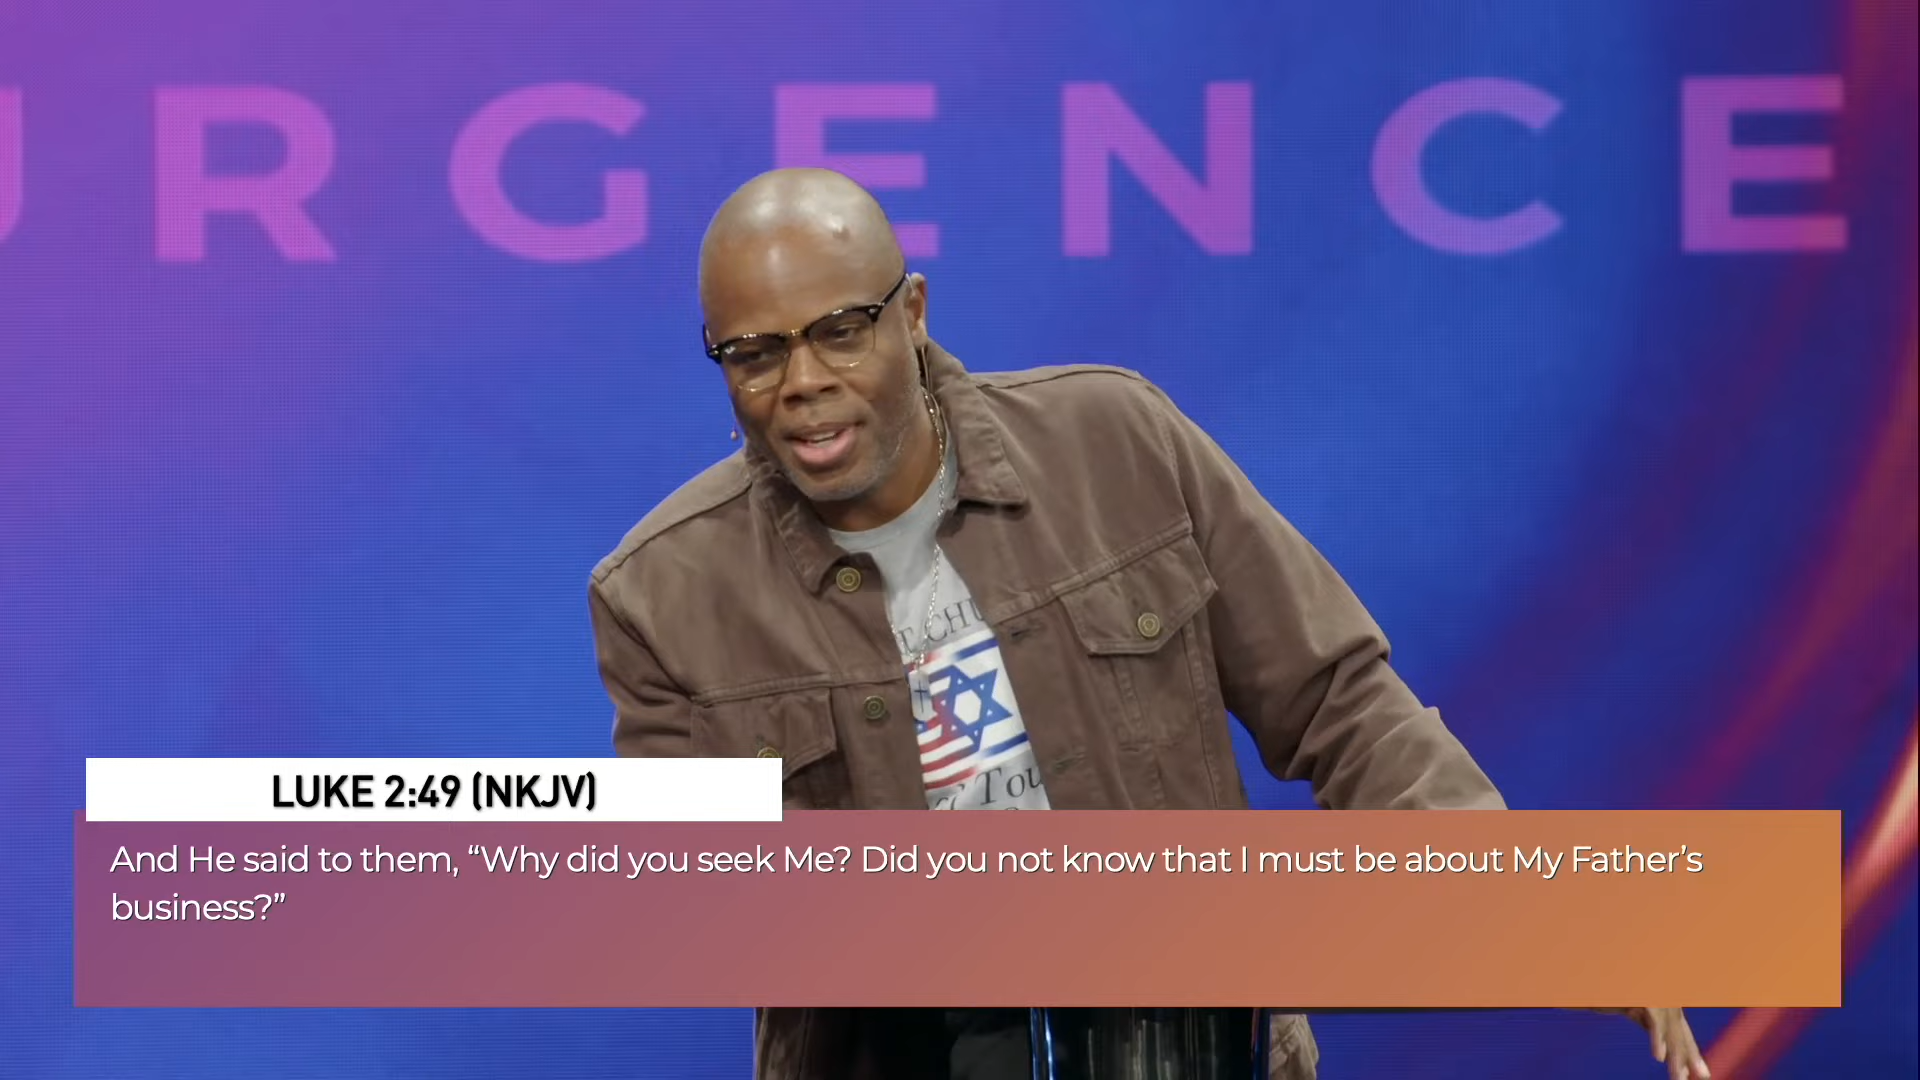 URGENCE
LUKE 2:49 (NKJV)
And He said to them, “Why did you seek Me? Did you not know that I must be about My Father’s
business?”